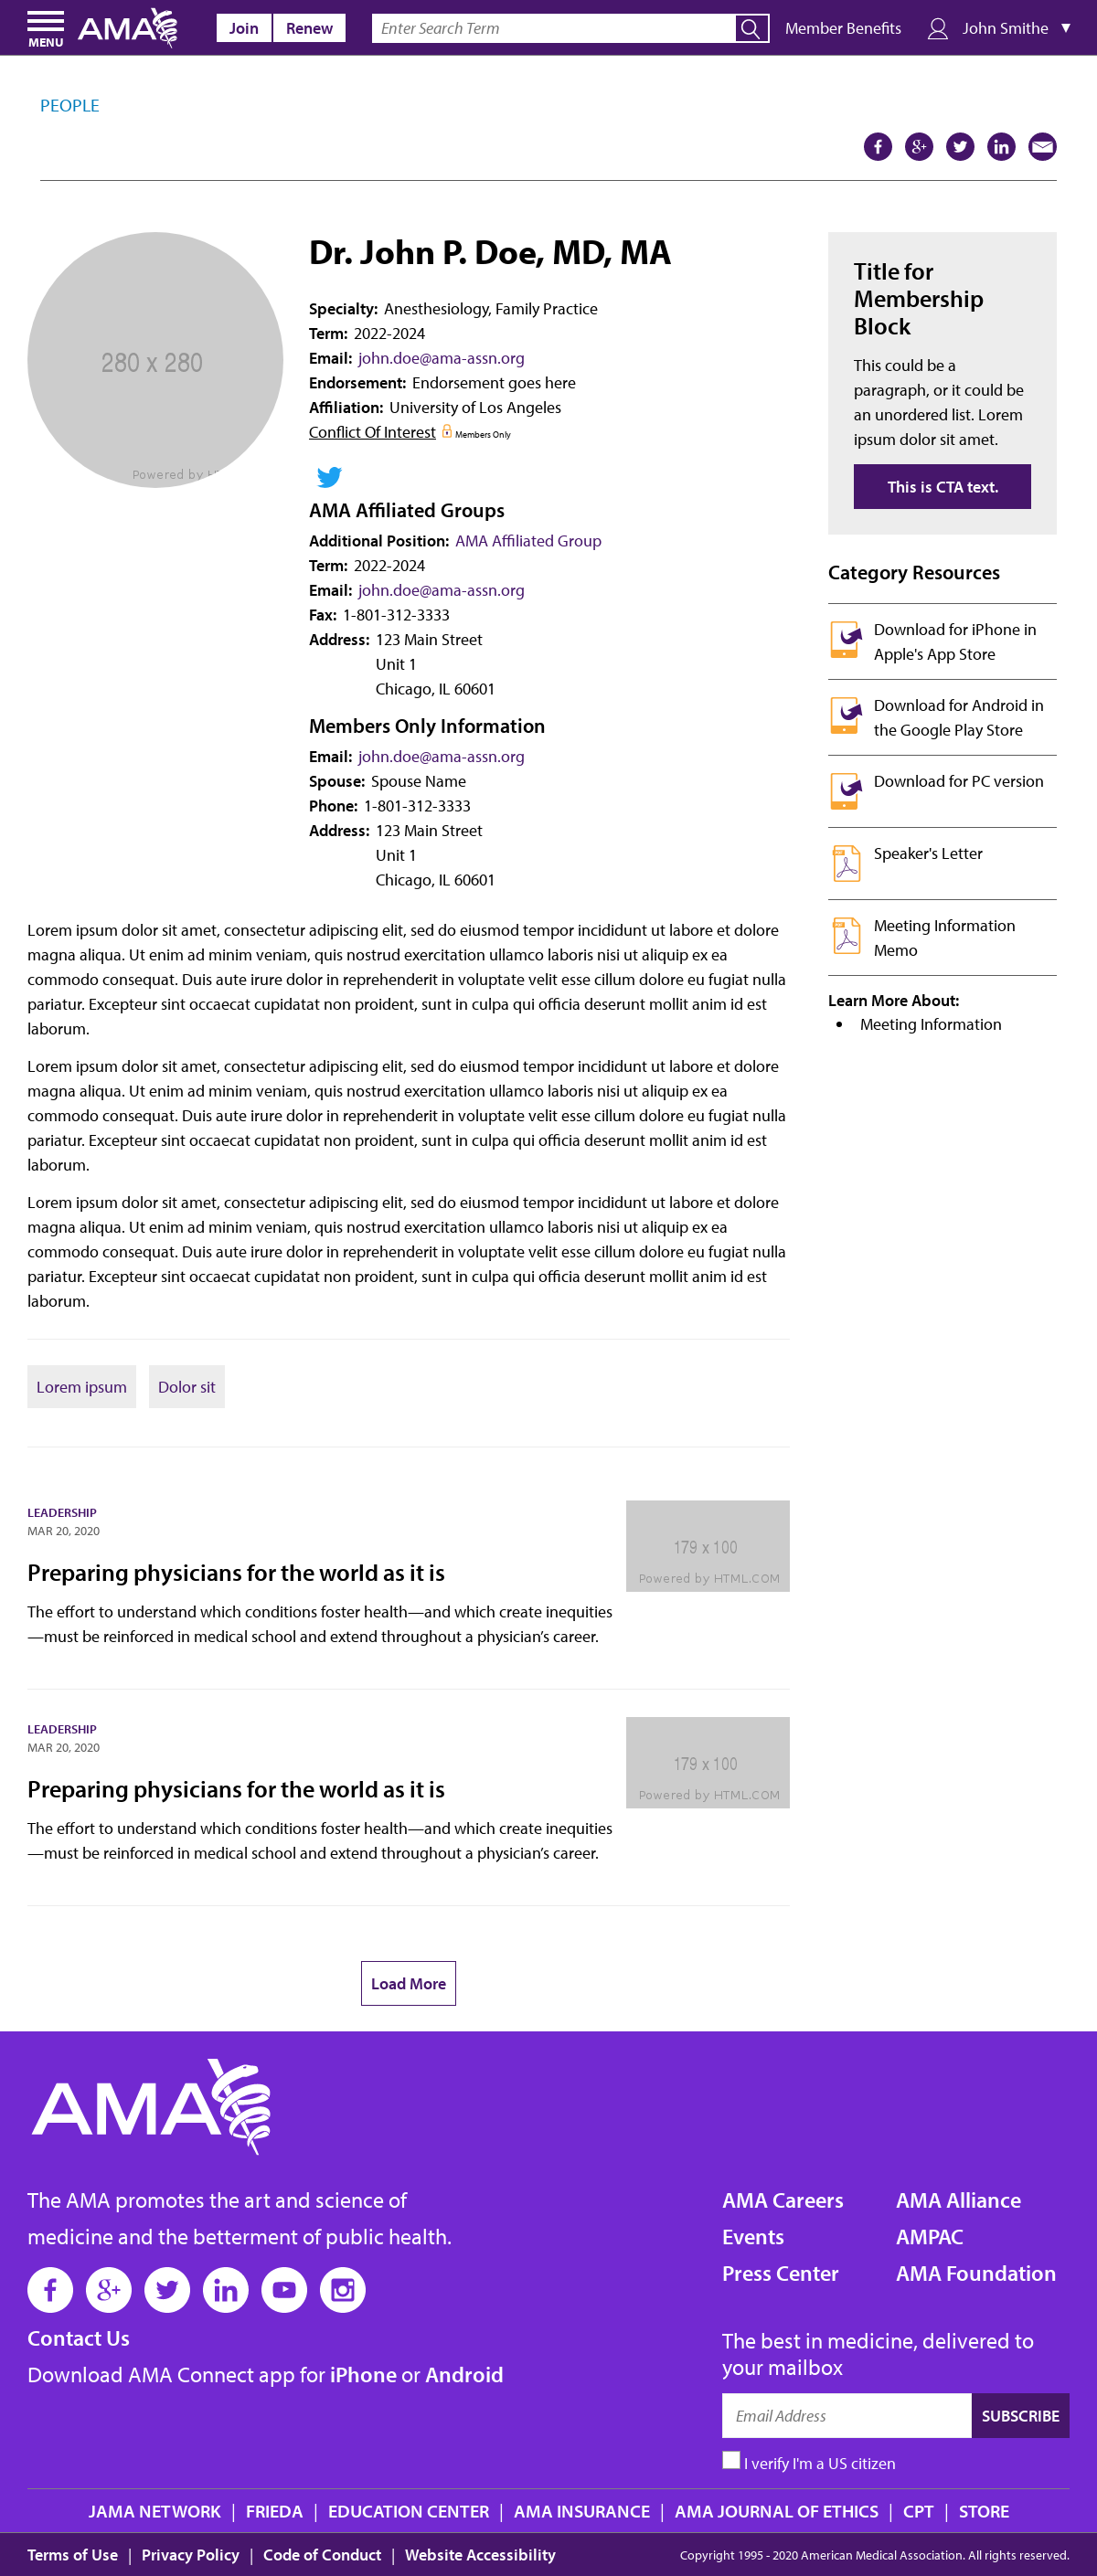 MENU
AMA
Join
Renew
Enter Search Term
Member Benefits
John Smithe ▼
PEOPLE
280 x 280
Powered by
Dr. John P. Doe, MD, MA
Specialty: Anesthesiology, Family Practice
Term: 2022-2024
Email: john.doe@ama-assn.org
Endorsement: Endorsement goes here
Affiliation: University of Los Angeles
Conflict Of Interest Members Only
AMA Affiliated Groups
Additional Position: AMA Affiliated Group
Term: 2022-2024
Email: john.doe@ama-assn.org
Fax: 1-801-312-3333
Address: 123 Main Street
Unit 1
Chicago, IL 60601
Members Only Information
Email: john.doe@ama-assn.org
Spouse: Spouse Name
Phone: 1-801-312-3333
Address: 123 Main Street
Unit 1
Chicago, IL 60601
Lorem ipsum dolor sit amet, consectetur adipiscing elit, sed do eiusmod tempor incididunt ut labore et dolore
magna aliqua. Ut enim ad minim veniam, quis nostrud exercitation ullamco laboris nisi ut aliquip ex ea
commodo consequat. Duis aute irure dolor in reprehenderit in voluptate velit esse cillum dolore eu fugiat nulla
pariatur. Excepteur sint occaecat cupidatat non proident, sunt in culpa qui officia deserunt mollit anim id est
laborum.
Lorem ipsum dolor sit amet, consectetur adipiscing elit, sed do eiusmod tempor incididunt ut labore et dolore
magna aliqua. Ut enim ad minim veniam, quis nostrud exercitation ullamco laboris nisi ut aliquip ex ea
commodo consequat. Duis aute irure dolor in reprehenderit in voluptate velit esse cillum dolore eu fugiat nulla
pariatur. Excepteur sint occaecat cupidatat non proident, sunt in culpa qui officia deserunt mollit anim id est
laborum.
Lorem ipsum dolor sit amet, consectetur adipiscing elit, sed do eiusmod tempor incididunt ut labore et dolore
magna aliqua. Ut enim ad minim veniam, quis nostrud exercitation ullamco laboris nisi ut aliquip ex ea
commodo consequat. Duis aute irure dolor in reprehenderit in voluptate velit esse cillum dolore eu fugiat nulla
pariatur. Excepteur sint occaecat cupidatat non proident, sunt in culpa qui officia deserunt mollit anim id est
laborum.
Lorem ipsum
Dolor sit
LEADERSHIP
MAR 20, 2020
Preparing physicians for the world as it is
The effort to understand which conditions foster health—and which create inequities
—must be reinforced in medical school and extend throughout a physician’s career.
179 x 100
Powered by HTML.COM
LEADERSHIP
MAR 20, 2020
Preparing physicians for the world as it is
The effort to understand which conditions foster health—and which create inequities
—must be reinforced in medical school and extend throughout a physician’s career.
179 x 100
Powered by HTML.COM
Load More
Title for
Membership
Block
This could be a
paragraph, or it could be
an unordered list. Lorem
ipsum dolor sit amet.
This is CTA text.
Category Resources
Download for iPhone in
Apple's App Store
Download for Android in
the Google Play Store
Download for PC version
Speaker's Letter
Meeting Information
Memo
Learn More About:
• Meeting Information
AMA
The AMA promotes the art and science of
medicine and the betterment of public health.
Contact Us
Download AMA Connect app for iPhone or Android
AMA Careers
Events
Press Center
AMA Alliance
AMPAC
AMA Foundation
The best in medicine, delivered to
your mailbox
Email Address
SUBSCRIBE
I verify I'm a US citizen
JAMA NETWORK | FRIEDA | EDUCATION CENTER | AMA INSURANCE | AMA JOURNAL OF ETHICS | CPT | STORE
Terms of Use | Privacy Policy | Code of Conduct | Website Accessibility
Copyright 1995 - 2020 American Medical Association. All rights reserved.